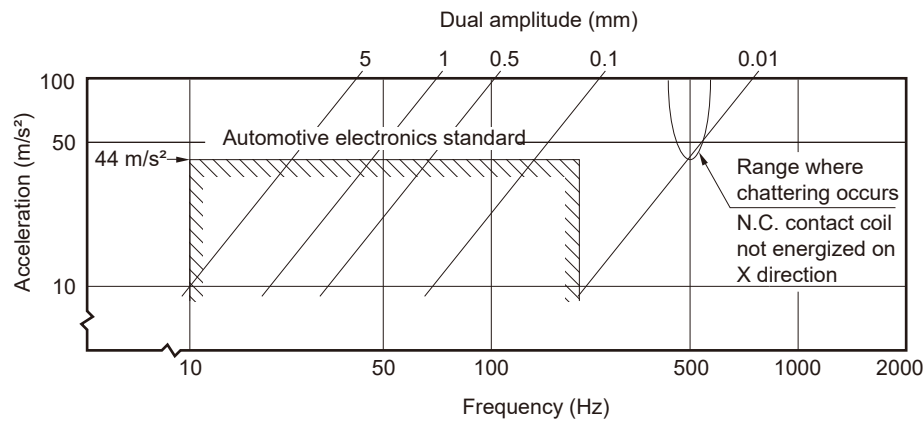 Dual amplitude (mm)
5 1 0.5 0.1 0.01
100
Automotive electronics standard
50
44 m/s²
Range where
chattering occurs
N.C. contact coil
not energized on
X direction
Acceleration (m/s²)
10
10 50 100 500 1000 2000
Frequency (Hz)